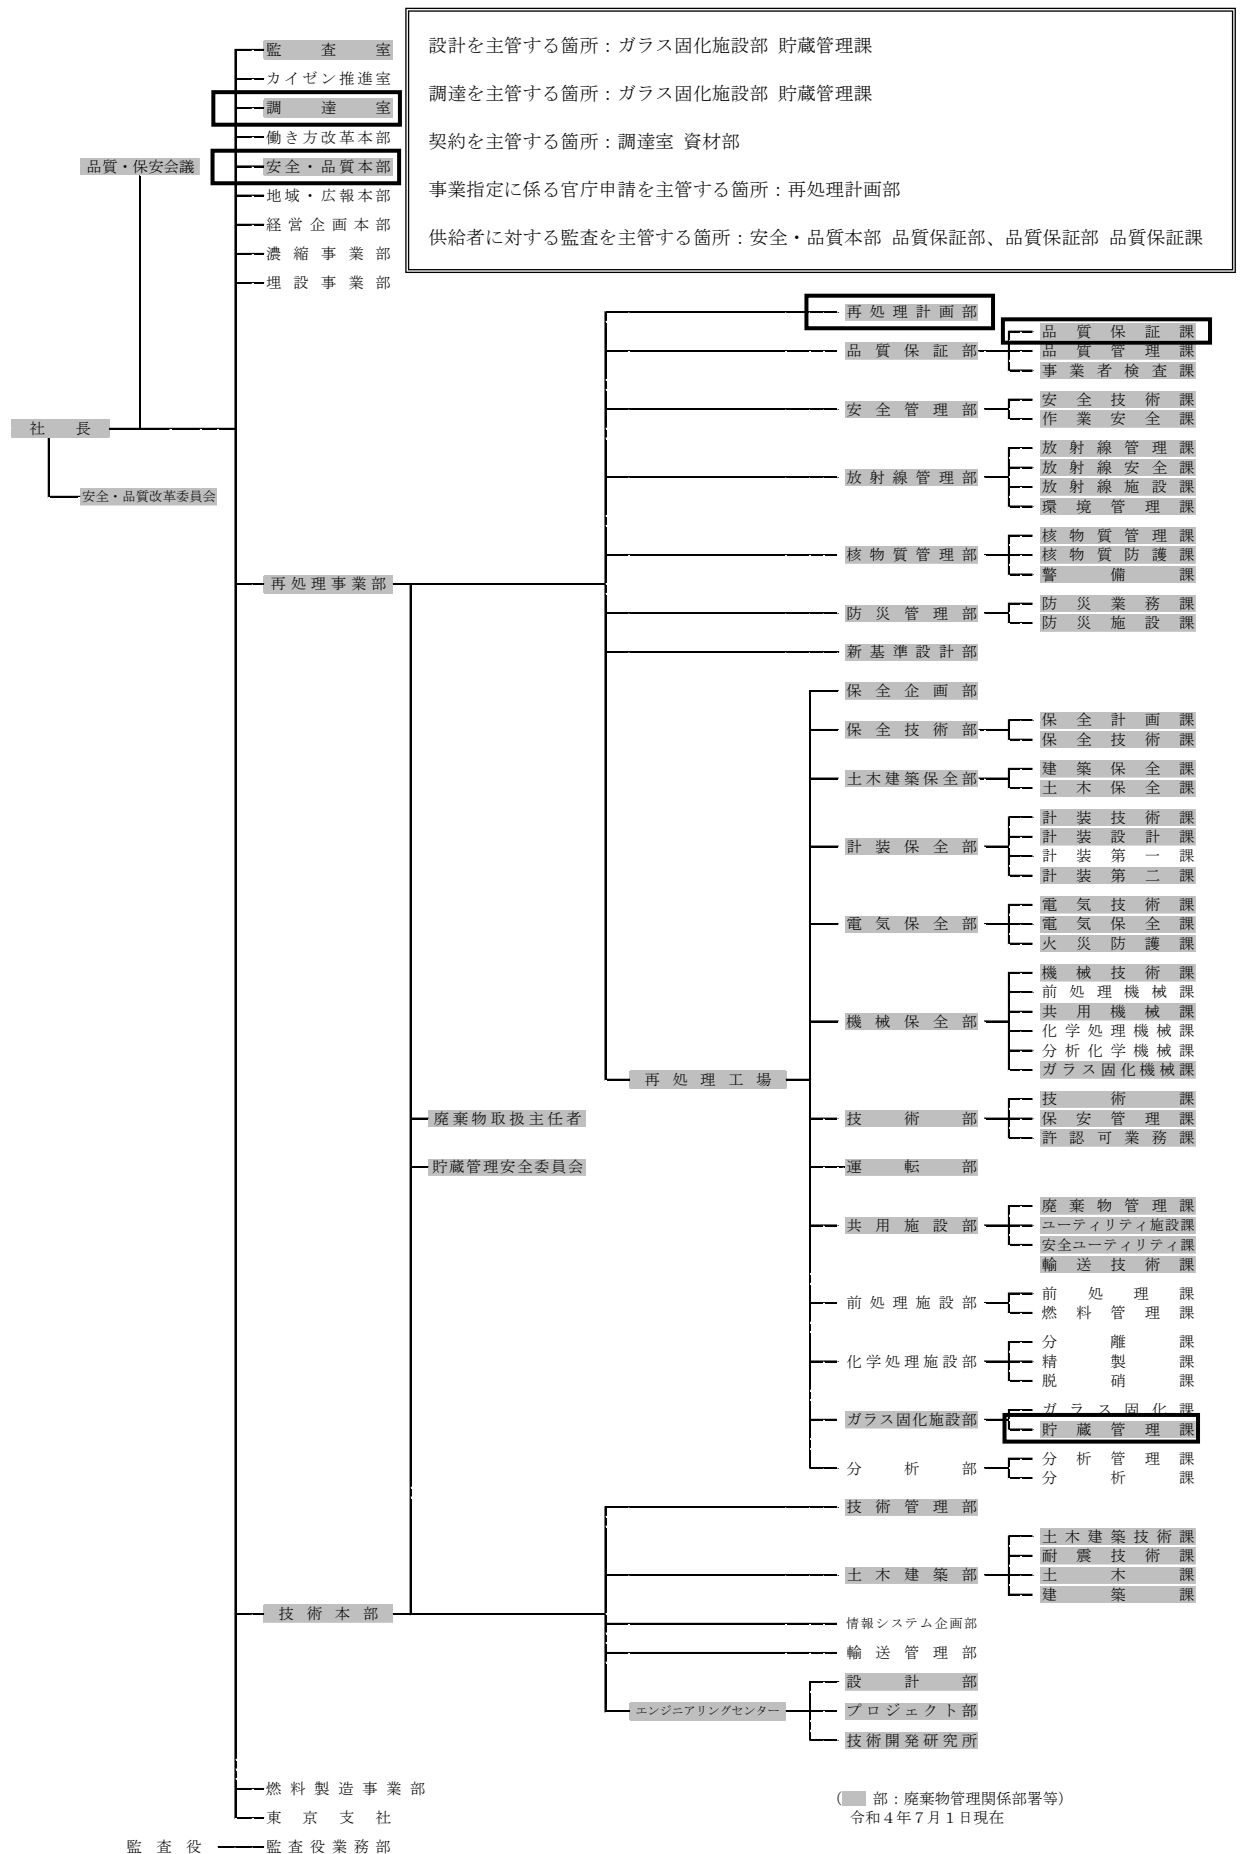 設計を主管する箇所：ガラス固化施設部 貯蔵管理課
調達を主管する箇所：ガラス固化施設部 貯蔵管理課
契約を主管する箇所：調達室 資材部
事業指定に係る官庁申請を主管する箇所：再処理計画部
供給者に対する監査を主管する箇所：安全・品質本部 品質保証部、品質保証部 品質保証課
監査室
カイゼン推進室
調達室
働き方改革本部
品質・保安会議
安全・品質本部
地域・広報本部
経営企画本部
濃縮事業部
埋設事業部
社長
安全・品質改革委員会
再処理事業部
再処理計画部
品質保証部
品質保証課
品質管理課
事業者検査課
安全管理部
安全技術課
作業安全課
放射線管理部
放射線管理課
放射線安全課
放射線施設課
環境管理課
核物質管理部
核物質管理課
核物質防護課
警備課
防災管理部
防災業務課
防災施設課
新基準設計部
再処理工場
保全企画部
保全技術部
保全計画課
保全技術課
土木建築保全部
建築保全課
土木保全課
計装保全部
計装技術課
計装設計課
計装第一課
計装第二課
電気保全部
電気技術課
電気保全課
火災防護課
機械保全部
機械技術課
前処理機械課
共用機械課
化学処理機械課
分析化学機械課
ガラス固化機械課
技術部
技術課
保安管理課
許認可業務課
運転部
共用施設部
廃棄物管理課
ユーティリティ施設課
安全ユーティリティ課
輸送技術課
前処理施設部
前処理課
燃料管理課
化学処理施設部
分離課
精製課
脱硝課
ガラス固化施設部
ガラス固化課
貯蔵管理課
分析部
分析管理課
分析課
廃棄物取扱主任者
貯蔵管理安全委員会
技術本部
技術管理部
土木建築部
土木建築技術課
耐震技術課
土木課
建築課
情報システム企画部
輸送管理部
エンジニアリングセンター
設計部
プロジェクト部
技術開発研究所
燃料製造事業部
東京支社
監査役
監査役業務部
（ 部：廃棄物管理関係部署等）
令和４年７月１日現在